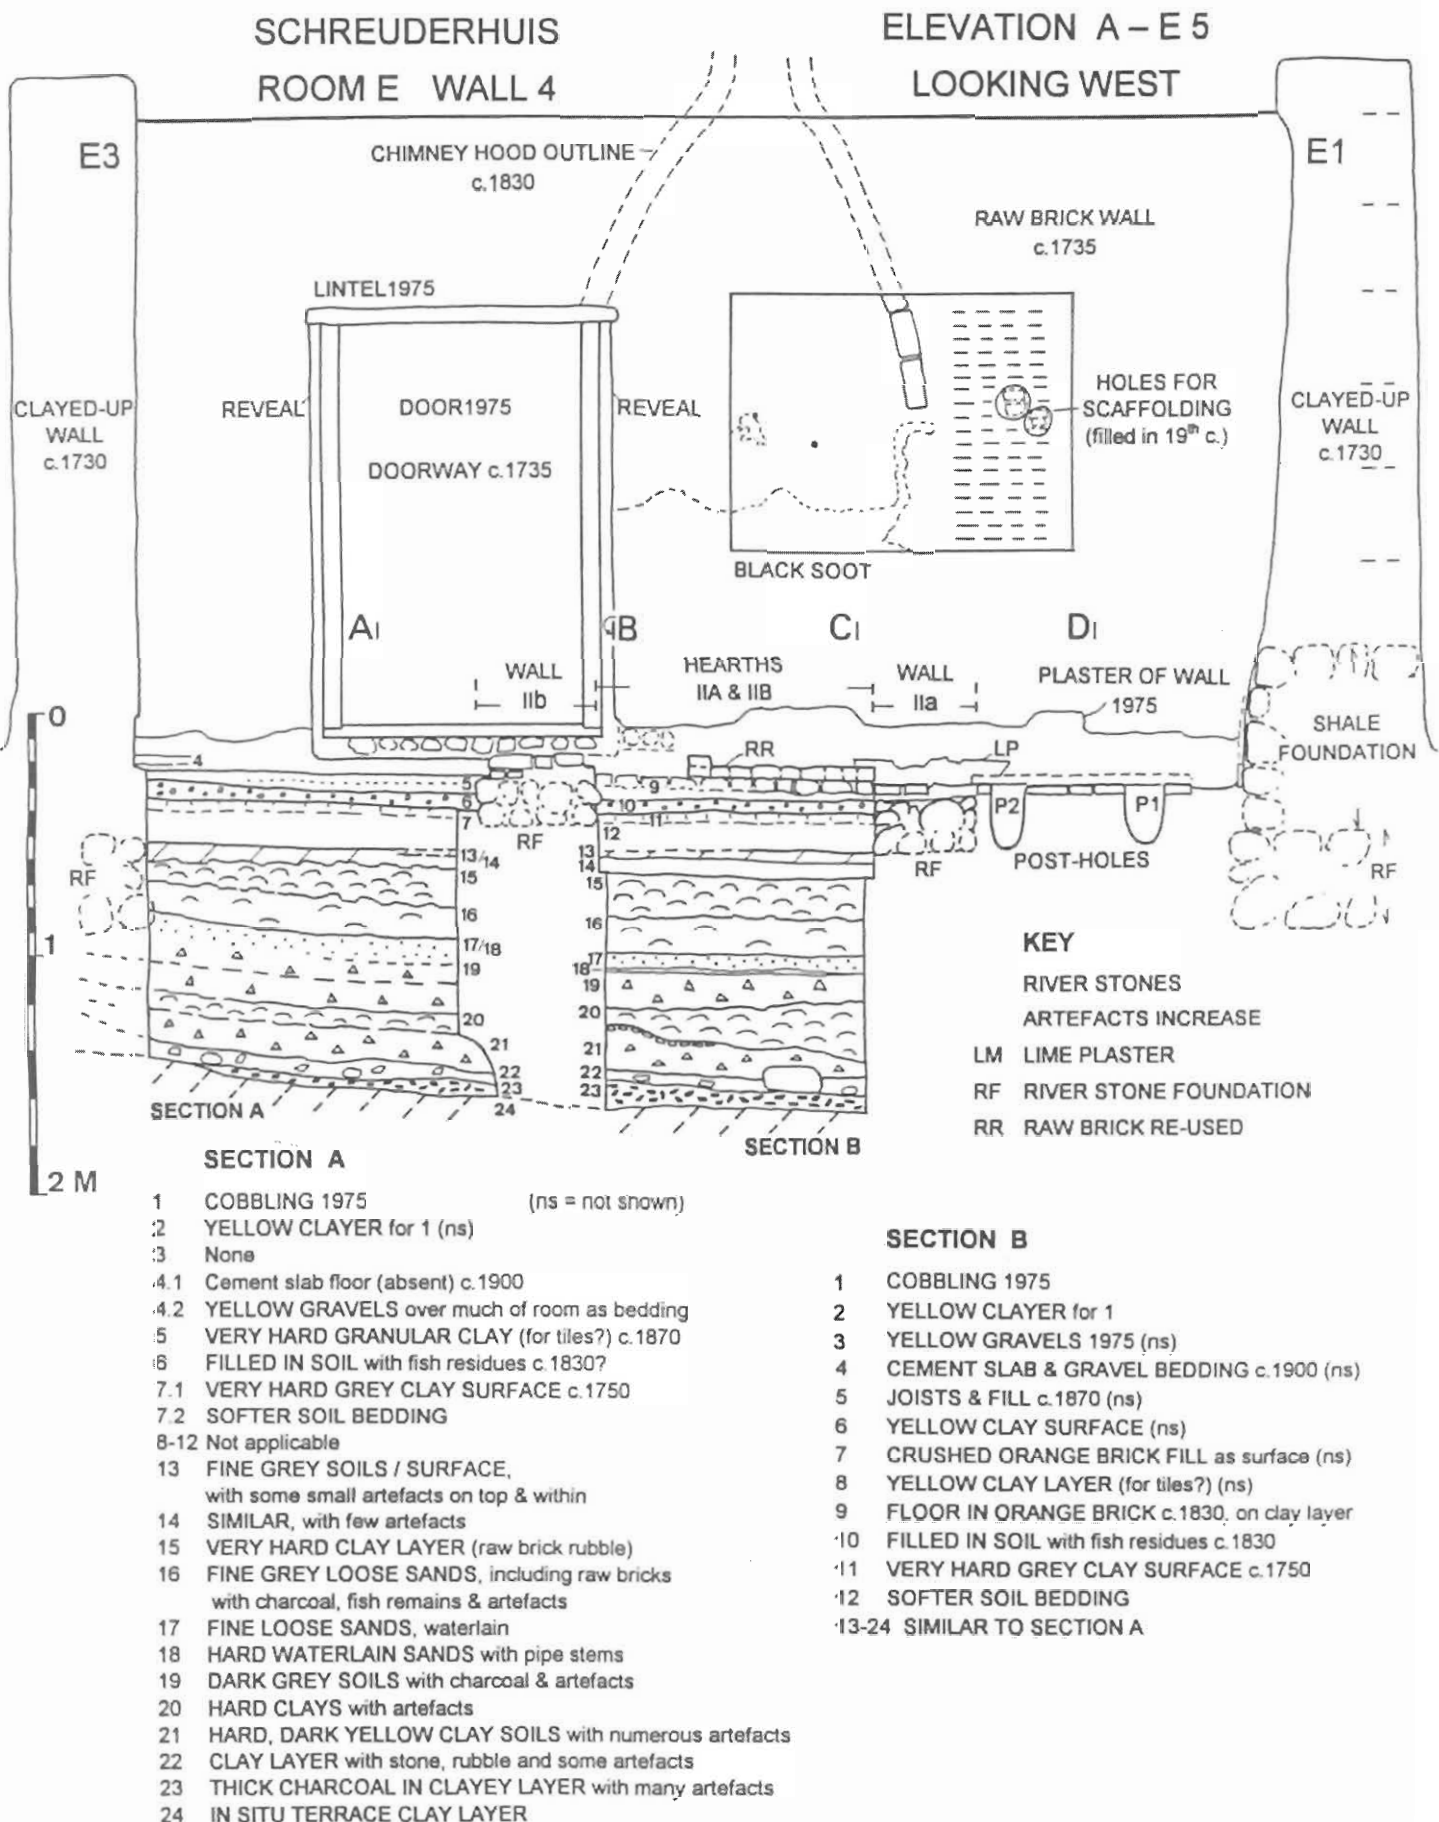 SCHREUDERHUIS
ROOM E WALL 4
ELEVATION A – E 5
LOOKING WEST
E3
E1
CHIMNEY HOOD OUTLINE
c.1830
RAW BRICK WALL
c.1735
LINTEL1975
CLAYED-UP
WALL
c.1730
REVEAL
DOOR1975
DOORWAY c.1735
REVEAL
HOLES FOR
SCAFFOLDING
(filled in 19th c.)
CLAYED-UP
WALL
c.1730
BLACK SOOT
A
B
C
D
WALL
IIb
HEARTHS
IIA & IIB
WALL
IIa
PLASTER OF WALL
1975
SHALE
FOUNDATION
0
1
2 M
4
5
6
7
13/14
15
16
17/18
19
20
21
22
23
24
RF
RF
RR
LP
9
10
11
12
13
14
15
16
17
18
19
20
21
22
23
RF
P2
P1
POST-HOLES
RF
SECTION A
SECTION B
KEY
RIVER STONES
ARTEFACTS INCREASE
LM LIME PLASTER
RF RIVER STONE FOUNDATION
RR RAW BRICK RE-USED
SECTION A
1 COBBLING 1975 (ns = not shown)
2 YELLOW CLAYER for 1 (ns)
3 None
4.1 Cement slab floor (absent) c.1900
4.2 YELLOW GRAVELS over much of room as bedding
5 VERY HARD GRANULAR CLAY (for tiles?) c.1870
6 FILLED IN SOIL with fish residues c.1830?
7.1 VERY HARD GREY CLAY SURFACE c.1750
7.2 SOFTER SOIL BEDDING
8-12 Not applicable
13 FINE GREY SOILS / SURFACE,
with some small artefacts on top & within
14 SIMILAR, with few artefacts
15 VERY HARD CLAY LAYER (raw brick rubble)
16 FINE GREY LOOSE SANDS, including raw bricks
with charcoal, fish remains & artefacts
17 FINE LOOSE SANDS, waterlain
18 HARD WATERLAIN SANDS with pipe stems
19 DARK GREY SOILS with charcoal & artefacts
20 HARD CLAYS with artefacts
21 HARD, DARK YELLOW CLAY SOILS with numerous artefacts
22 CLAY LAYER with stone, rubble and some artefacts
23 THICK CHARCOAL IN CLAYEY LAYER with many artefacts
24 IN SITU TERRACE CLAY LAYER
SECTION B
1 COBBLING 1975
2 YELLOW CLAYER for 1
3 YELLOW GRAVELS 1975 (ns)
4 CEMENT SLAB & GRAVEL BEDDING c.1900 (ns)
5 JOISTS & FILL c.1870 (ns)
6 YELLOW CLAY SURFACE (ns)
7 CRUSHED ORANGE BRICK FILL as surface (ns)
8 YELLOW CLAY LAYER (for tiles?) (ns)
9 FLOOR IN ORANGE BRICK c.1830, on clay layer
10 FILLED IN SOIL with fish residues c.1830
11 VERY HARD GREY CLAY SURFACE c.1750
12 SOFTER SOIL BEDDING
13-24 SIMILAR TO SECTION A